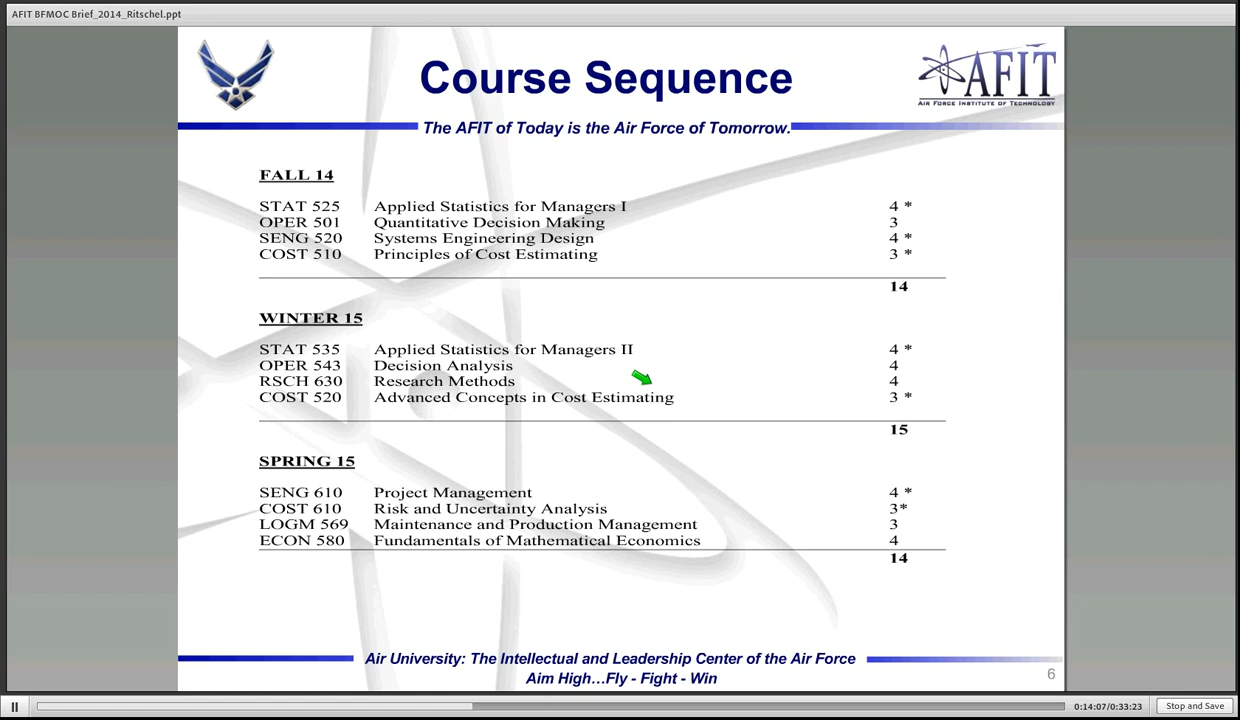 AFIT BFMOC Brief_2014_Ritschel.ppt
Course Sequence
AFIT
AIR FORCE INSTITUTE OF TECHNOLOGY
The AFIT of Today is the Air Force of Tomorrow.
FALL 14
STAT 525 Applied Statistics for Managers I 4 *
OPER 501 Quantitative Decision Making 3
SENG 520 Systems Engineering Design 4 *
COST 510 Principles of Cost Estimating 3 *
14
WINTER 15
STAT 535 Applied Statistics for Managers II 4 *
OPER 543 Decision Analysis 4
RSCH 630 Research Methods 4
COST 520 Advanced Concepts in Cost Estimating 3 *
15
SPRING 15
SENG 610 Project Management 4 *
COST 610 Risk and Uncertainty Analysis 3*
LOGM 569 Maintenance and Production Management 3
ECON 580 Fundamentals of Mathematical Economics 4
14
Air University: The Intellectual and Leadership Center of the Air Force
Aim High…Fly - Fight - Win
6
0:14:07/0:33:23 Stop and Save